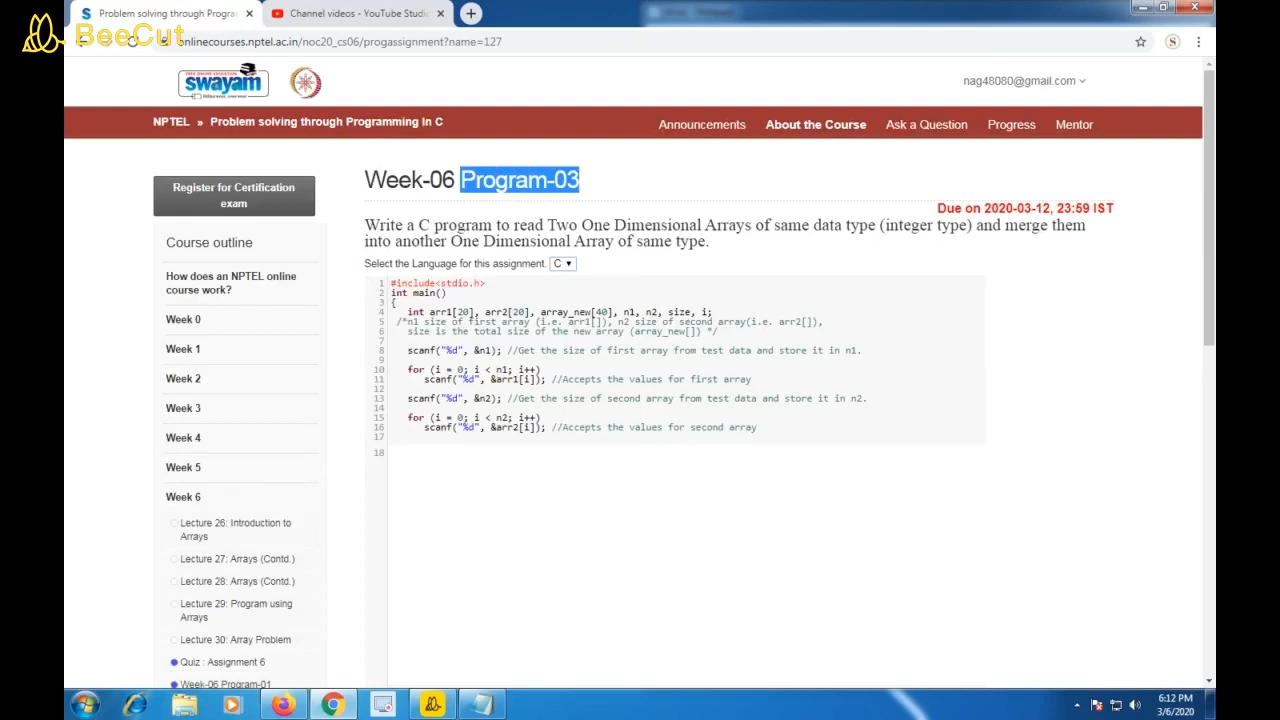 Problem solving through Progra
Channel videos - YouTube Studi
BeeCut
onlinecourses.nptel.ac.in/noc20_cs06/progassignment?name=127
S
swayam
nag48080@gmail.com
NPTEL » Problem solving through Programming In C
Announcements
About the Course
Ask a Question
Progress
Mentor
Register for Certification
exam
Course outline
How does an NPTEL online
course work?
Week 0
Week 1
Week 2
Week 3
Week 4
Week 5
Week 6
Lecture 26: Introduction to
Arrays
Lecture 27: Arrays (Contd.)
Lecture 28: Arrays (Contd.)
Lecture 29: Program using
Arrays
Lecture 30: Array Problem
Quiz : Assignment 6
Week-06 Program-01
Week-06 Program-03
Due on 2020-03-12, 23:59 IST
Write a C program to read Two One Dimensional Arrays of same data type (integer type) and merge them
into another One Dimensional Array of same type.
Select the Language for this assignment. C
1 #include<stdio.h>
2 int main()
3 {
4 int arr1[20], arr2[20], array_new[40], n1, n2, size, i;
5 /*n1 size of first array (i.e. arr1[]), n2 size of second array(i.e. arr2[]),
6 size is the total size of the new array (array_new[]) */
7
8 scanf("%d", &n1); //Get the size of first array from test data and store it in n1.
9
10 for (i = 0; i < n1; i++)
11 scanf("%d", &arr1[i]); //Accepts the values for first array
12
13 scanf("%d", &n2); //Get the size of second array from test data and store it in n2.
14
15 for (i = 0; i < n2; i++)
16 scanf("%d", &arr2[i]); //Accepts the values for second array
17
18
6:12 PM
3/6/2020